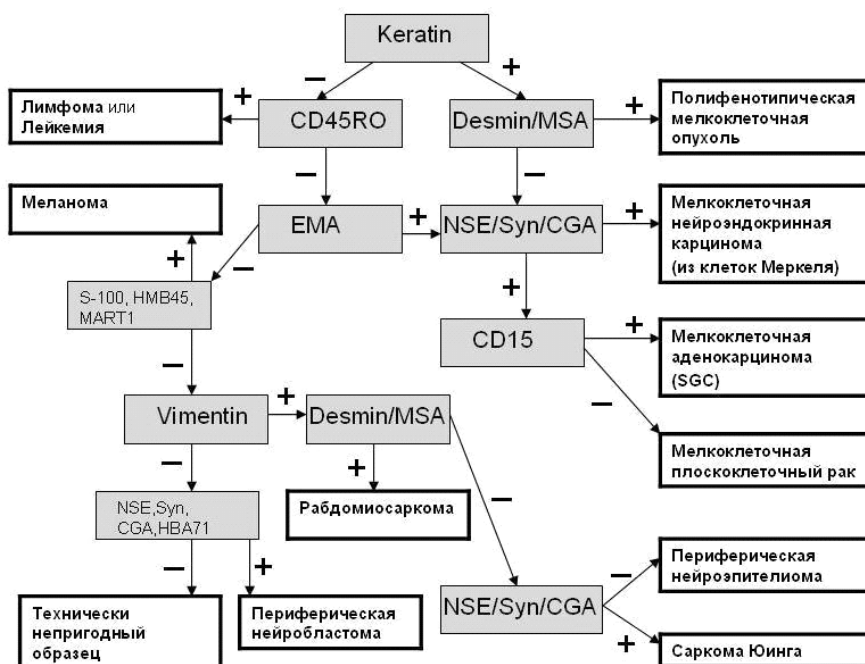 Keratin
−
+
Лимфома или
Лейкемия
+
CD45RO
Desmin/MSA
+
Полифенотипическая
мелкоклеточная
опухоль
−
−
Меланома
EMA
+
NSE/Syn/CGA
+
Мелкоклеточная
нейроэндокринная
карцинома
(из клеток Меркеля)
+
−
+
S-100, HMB45,
MART1
CD15
+
Мелкоклеточная
аденокарцинома
(SGC)
−
−
Vimentin
+
Desmin/MSA
Мелкоклеточная
плоскоклеточный рак
−
+
−
NSE,Syn,
CGA,HBA71
Рабдомиосаркома
−
+
Периферическая
нейроэпителиома
−
NSE/Syn/CGA
+
Саркома Юинга
Технически
непригодный
образец
Периферическая
нейробластома